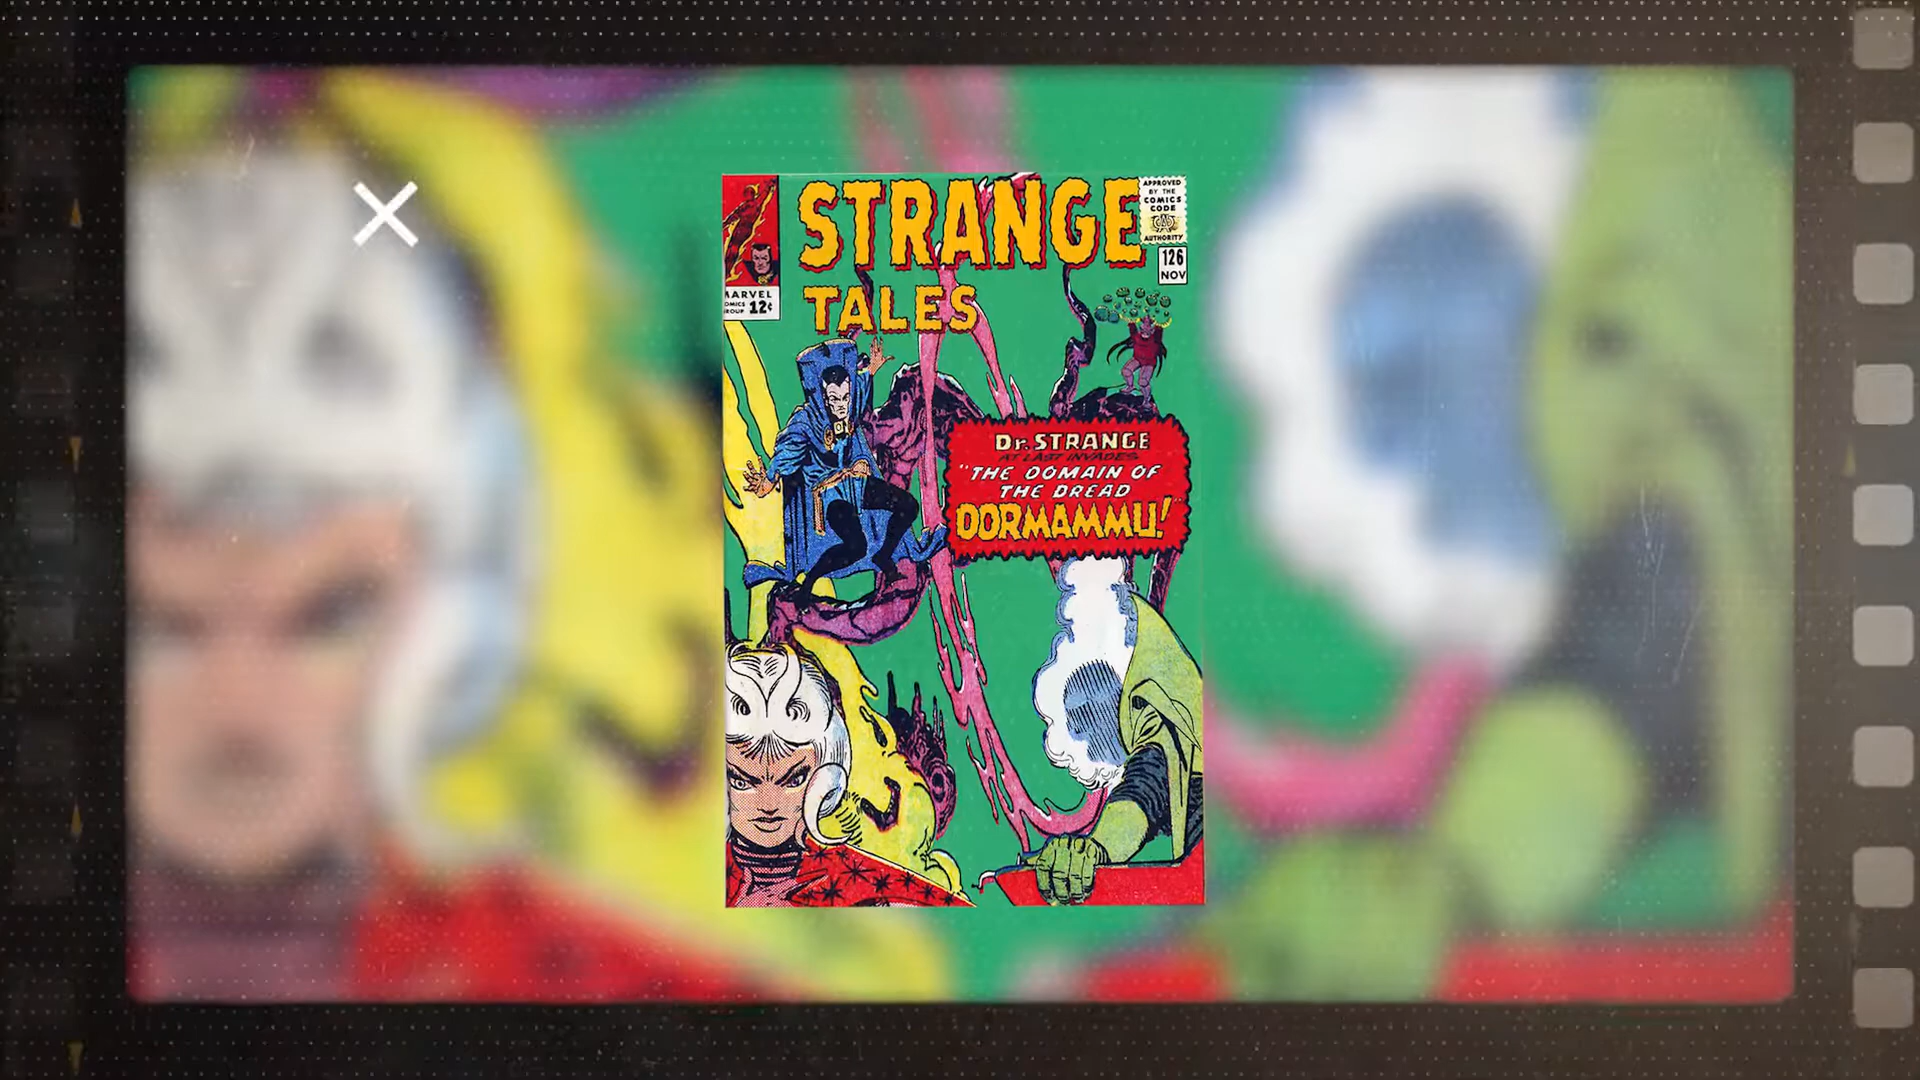 STRANGE
TALES
APPROVED
BY THE
COMICS
CODE
AUTHORITY
126
NOV
MARVEL
COMICS
GROUP 12¢
Dr. STRANGE
AT LAST INVADES
"THE DOMAIN OF
THE DREAD
DORMAMMU!"